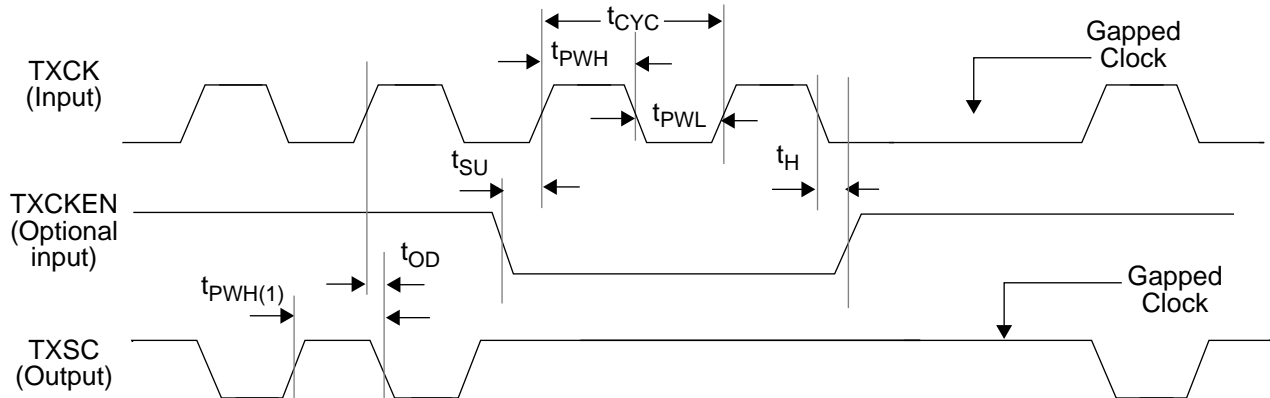 tCYC
tPWH
Gapped
Clock
TXCK
(Input)
tPWL
tSU
tH
TXCKEN
(Optional
input)
tOD
tPWH(1)
Gapped
Clock
TXSC
(Output)